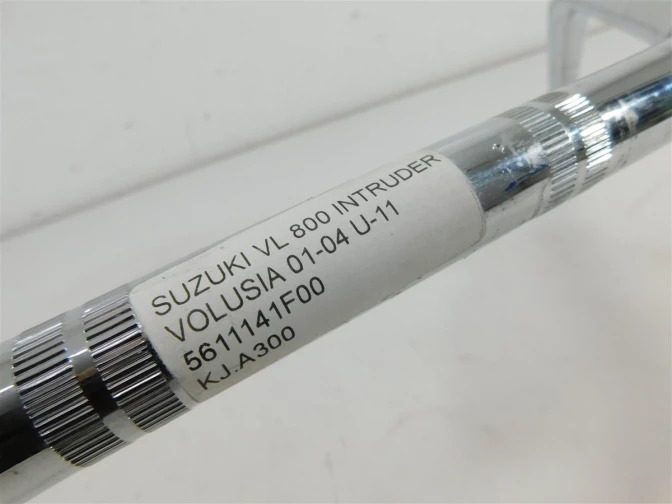 SUZUKI VL 800 INTRUDER
VOLUSIA 01-04 U-11
5611141F00
KJ.A300